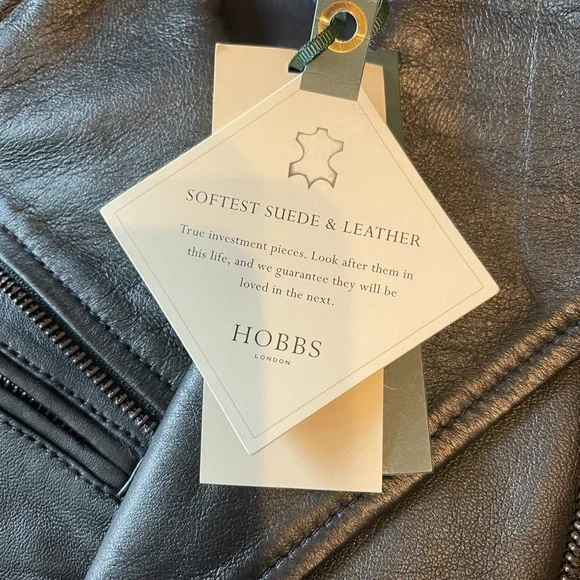 SOFTEST SUEDE & LEATHER
True investment pieces. Look after them in
this life, and we guarantee they will be
loved in the next.
HOBBS
LONDON